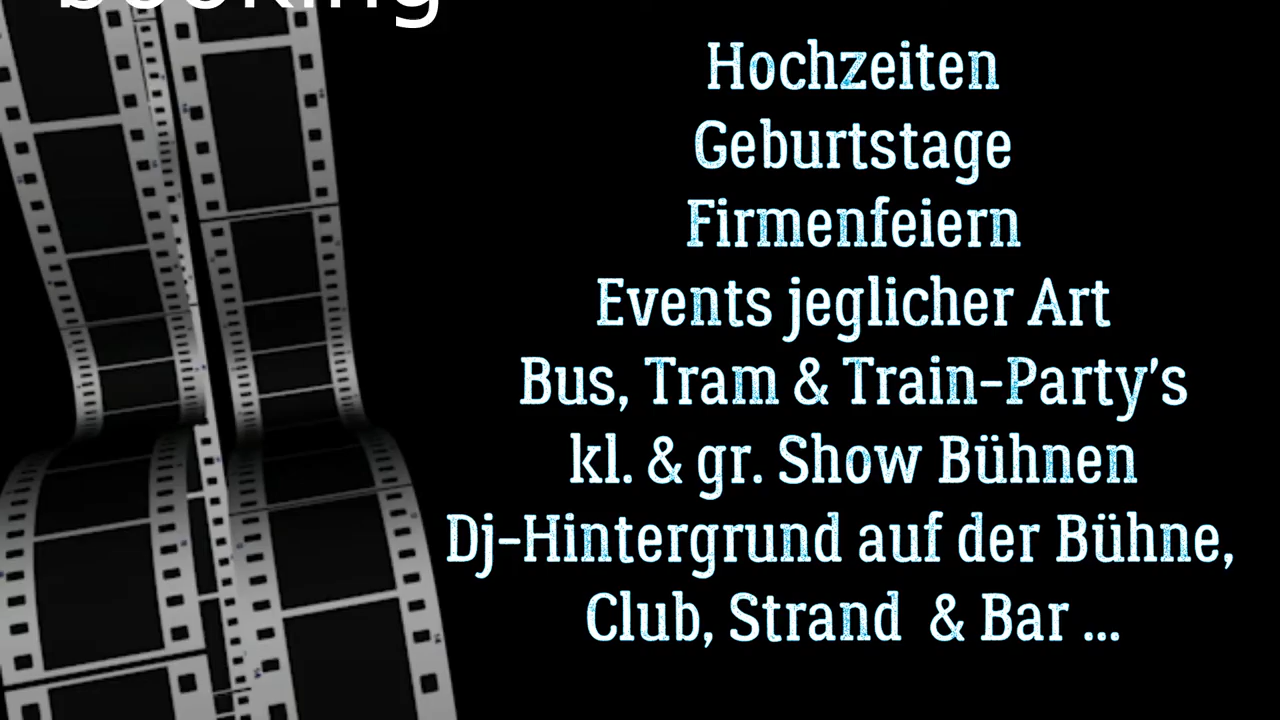 booking
Hochzeiten
Geburtstage
Firmenfeiern
Events jeglicher Art
Bus, Tram & Train-Party's
kl. & gr. Show Bühnen
Dj-Hintergrund auf der Bühne,
Club, Strand & Bar ...